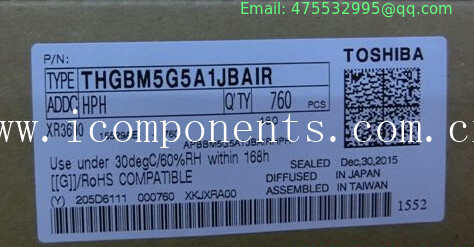 Email: 475532995@qq.com
P/N:
TOSHIBA
TYPE THGBM5G5A1JBAIR
ADDC HPH Q'TY 760 PCS
www.icomponents.com
Use under 30degC/60%RH within 168h
[[G]]/RoHS COMPATIBLE
SEALED Dec,30,2015
DIFFUSED IN JAPAN
ASSEMBLED IN TAIWAN
(Y) 205D6111 000760 XKJXRA00
1552